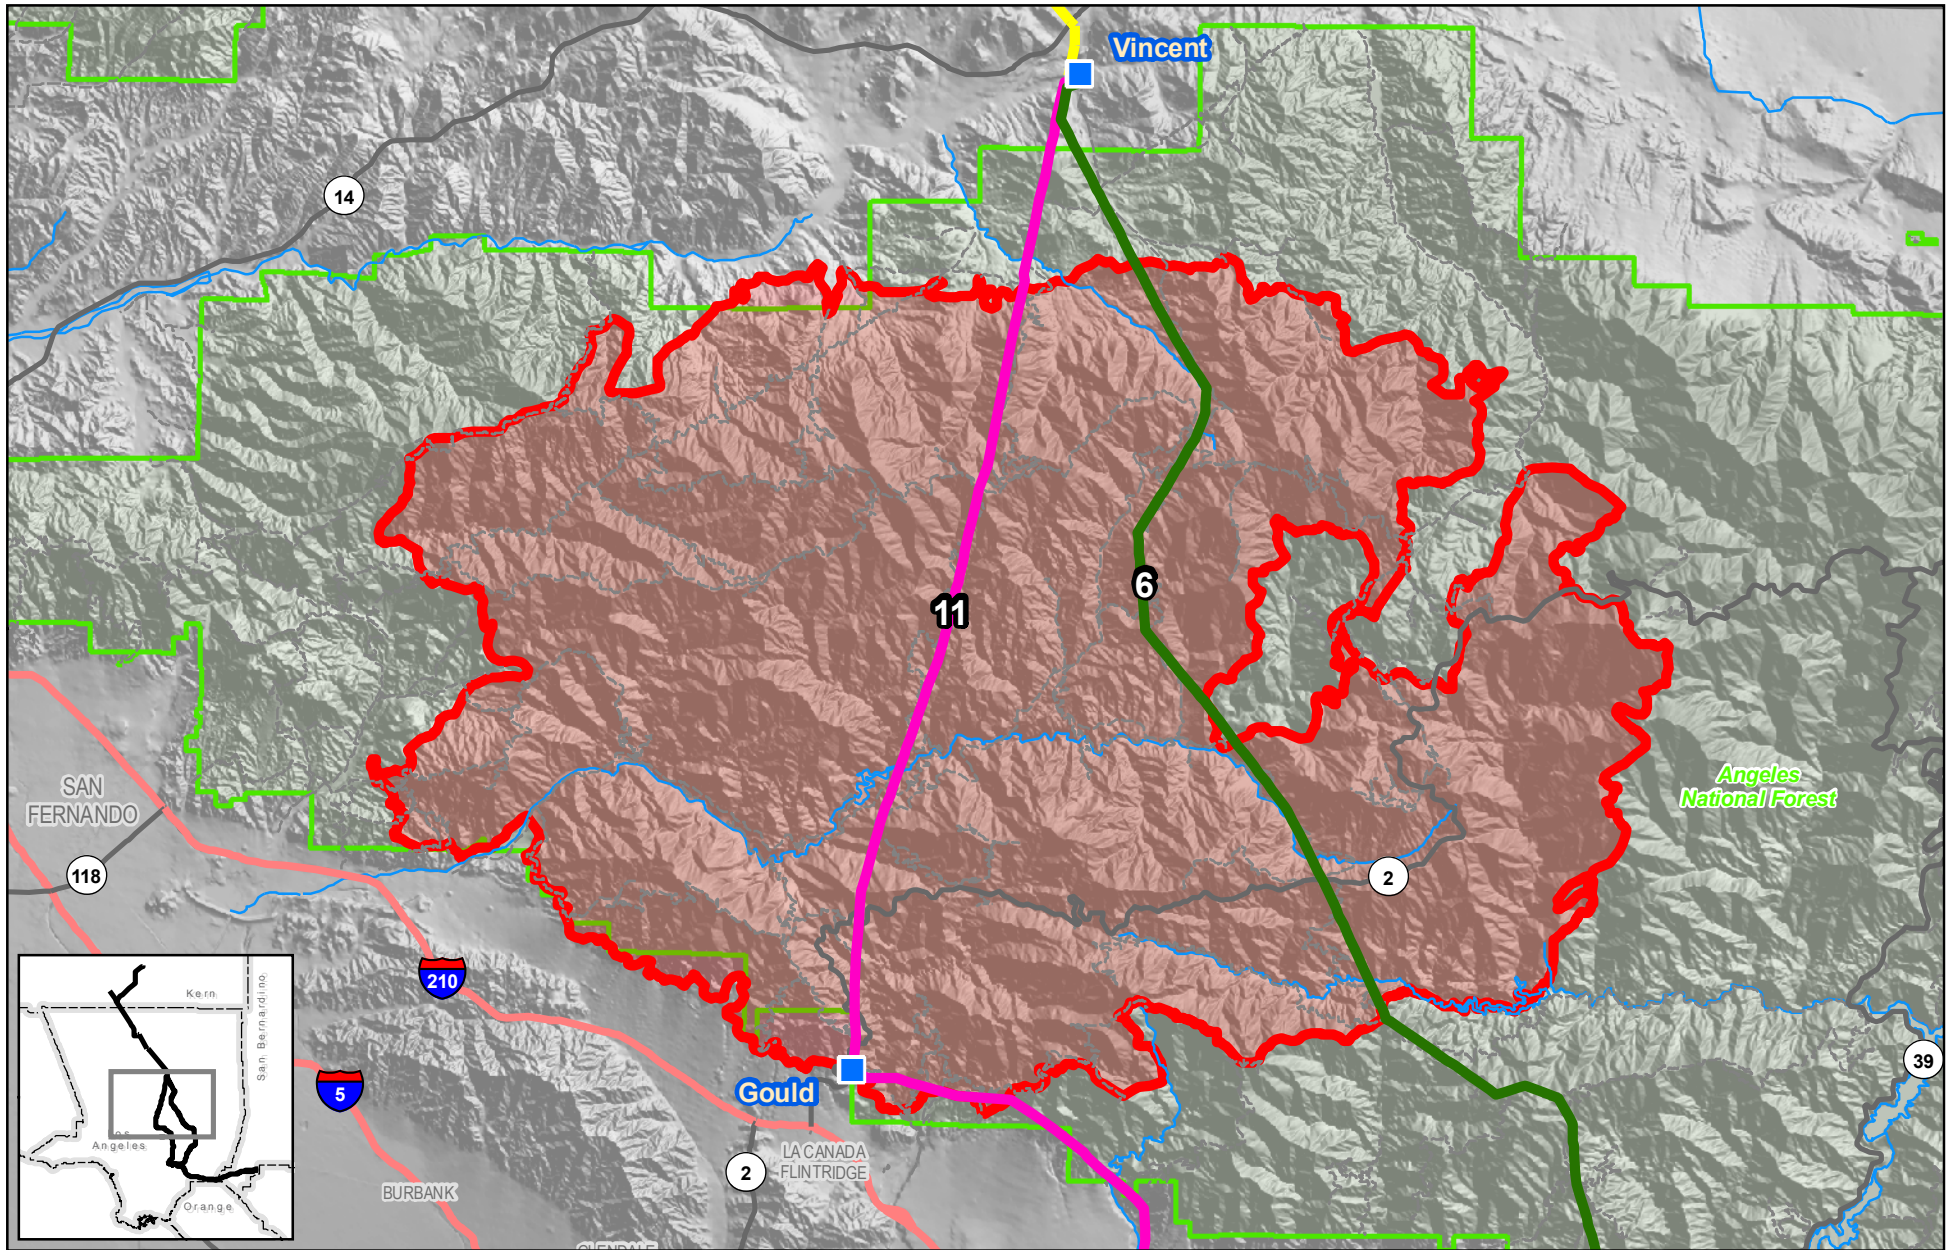 Vincent
14
11
6
SAN
FERNANDO
Angeles
National Forest
118
2
210
Kern
San Bernardino
Angeles
Orange
5
39
Gould
LA CANADA
FLINTRIDGE
2
BURBANK
GLENDALE